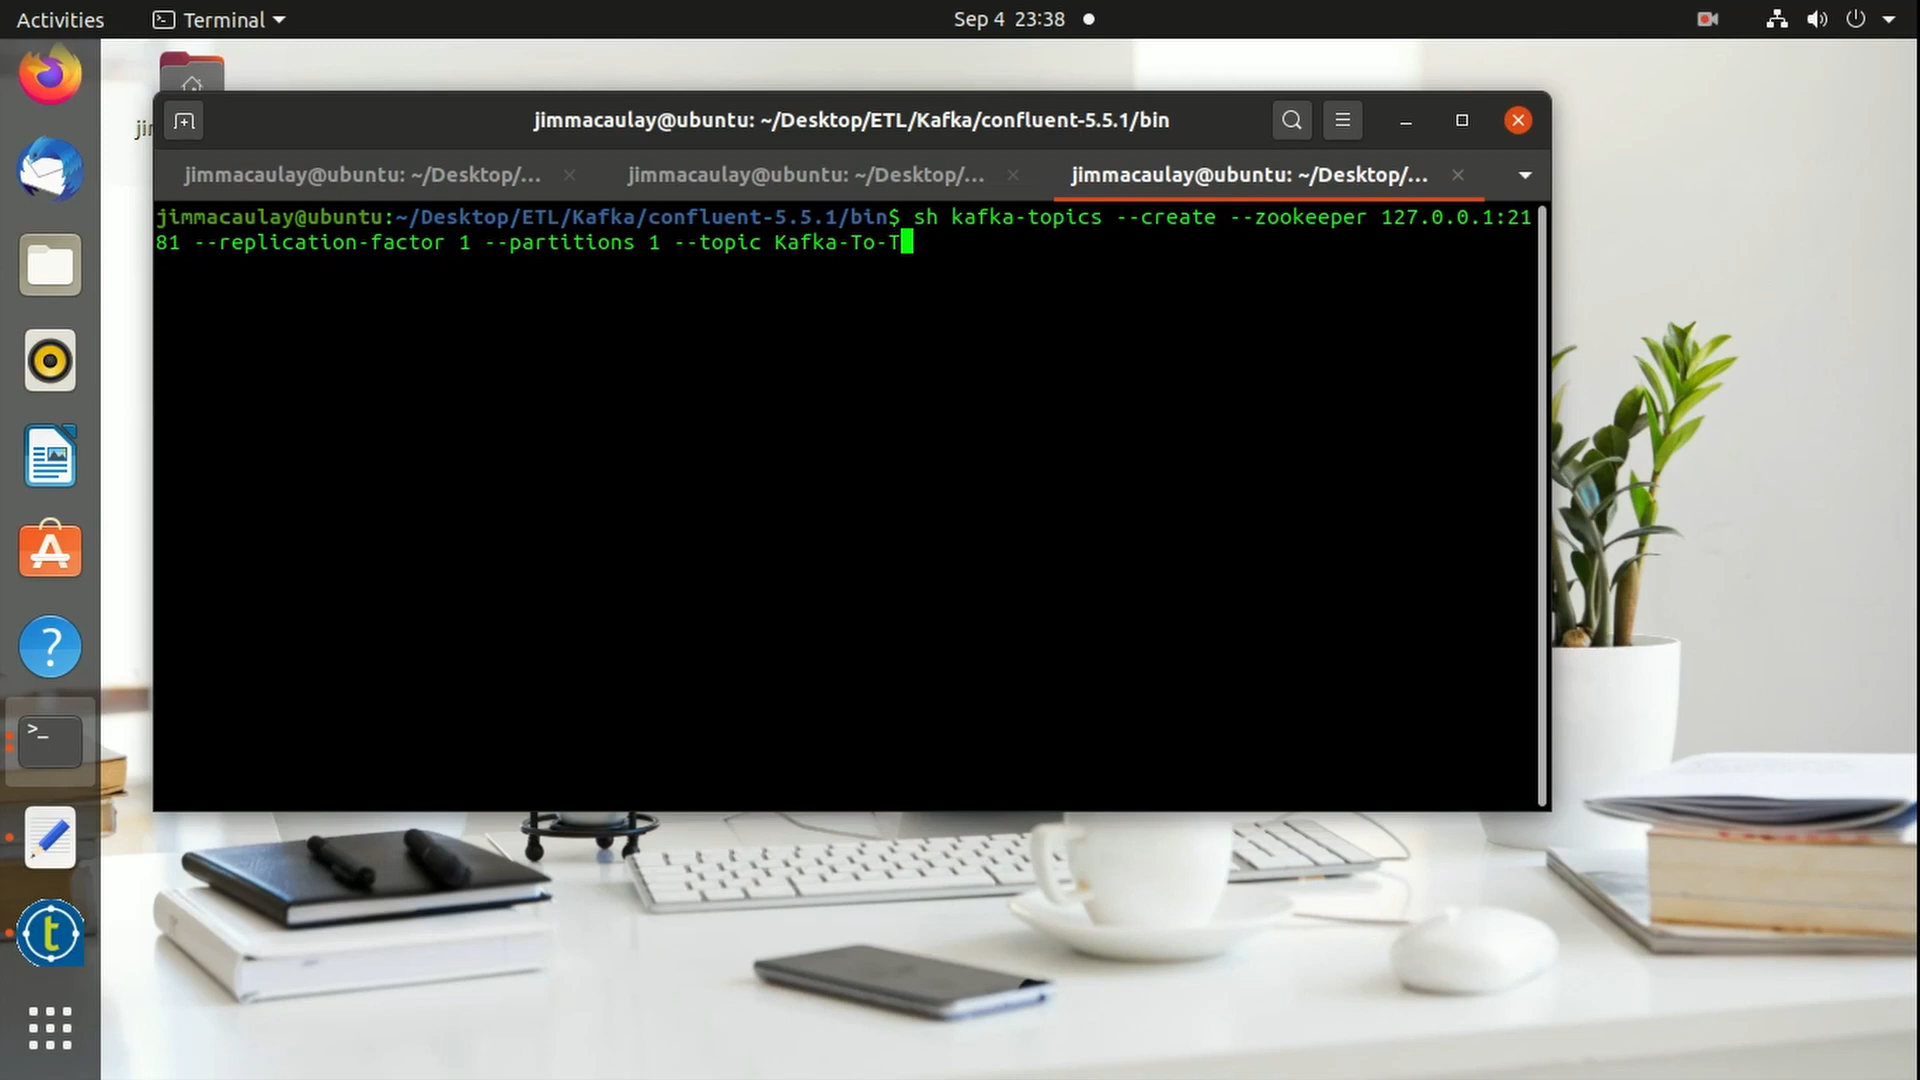 Activities
Terminal
Sep 4 23:38
jimmacaulay@ubuntu: ~/Desktop/ETL/Kafka/confluent-5.5.1/bin
jimmacaulay@ubuntu: ~/Desktop/...
jimmacaulay@ubuntu: ~/Desktop/...
jimmacaulay@ubuntu: ~/Desktop/...
jimmacaulay@ubuntu:~/Desktop/ETL/Kafka/confluent-5.5.1/bin$ sh kafka-topics --create --zookeeper 127.0.0.1:21
81 --replication-factor 1 --partitions 1 --topic Kafka-To-T